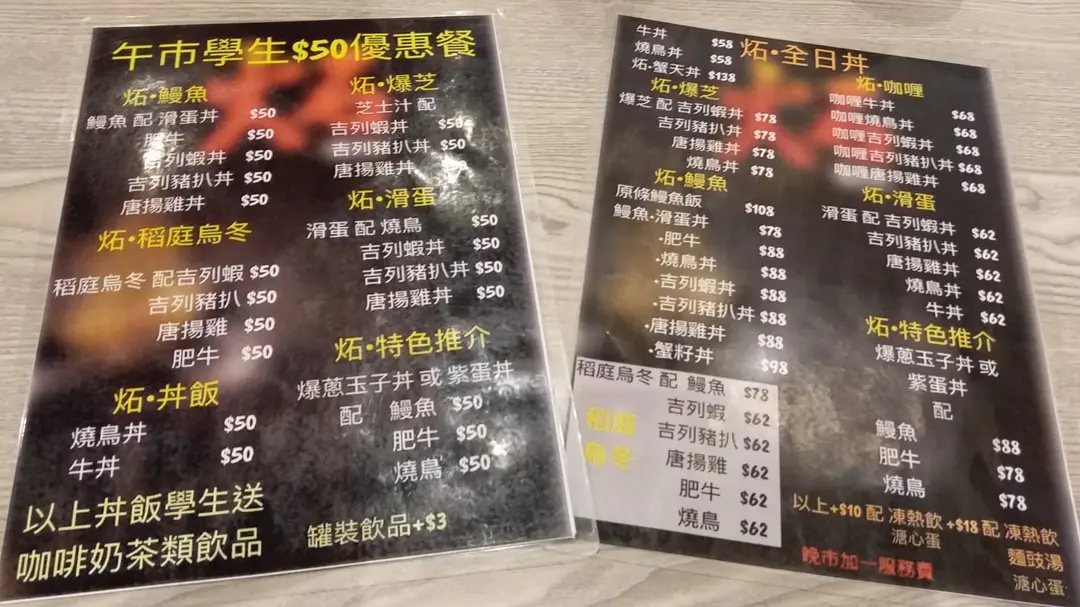 午市學生$50優惠餐
炻•鰻魚
鰻魚 配 滑蛋丼 $50
肥牛 $50
吉列蝦丼 $50
吉列豬扒丼 $50
唐揚雞丼 $50
炻•稻庭烏冬
稻庭烏冬 配吉列蝦 $50
吉列豬扒 $50
唐揚雞 $50
肥牛 $50
炻•丼飯
燒鳥丼 $50
牛丼 $50
以上丼飯學生送
咖啡奶茶類飲品
炻•爆芝
芝士汁 配
吉列蝦丼 $50
吉列豬扒丼 $50
唐揚雞丼 $50
炻•滑蛋
滑蛋 配 燒鳥 $50
吉列蝦丼 $50
吉列豬扒丼 $50
唐揚雞丼 $50
炻•特色推介
爆蔥玉子丼 或 紫蛋丼
配 鰻魚 $50
肥牛 $50
燒鳥 $50
罐裝飲品+$3
炻•全日丼
牛丼 $58
燒鳥丼 $58
炻•蟹天丼 $138
炻•爆芝
爆芝 配 吉列蝦丼 $78
吉列豬扒丼 $78
唐揚雞丼 $78
燒鳥丼 $78
炻•鰻魚
原條鰻魚飯 $108
鰻魚•滑蛋丼 $78
•肥牛 $88
•燒鳥丼 $88
•吉列蝦丼 $88
•吉列豬扒丼 $88
•唐揚雞丼 $88
•蟹籽丼 $98
稻庭烏冬 配 鰻魚 $78
吉列蝦 $62
吉列豬扒 $62
唐揚雞 $62
肥牛 $62
燒鳥 $62
稻庭
烏冬
炻•咖喱
咖喱牛丼 $68
咖喱燒鳥丼 $68
咖喱吉列蝦丼 $68
咖喱吉列豬扒丼 $68
咖喱唐揚雞丼 $68
炻•滑蛋
滑蛋 配 吉列蝦丼 $62
吉列豬扒丼 $62
唐揚雞丼 $62
燒鳥丼 $62
牛丼 $62
炻•特色推介
爆蔥玉子丼 或
紫蛋丼
配
鰻魚 $88
肥牛 $78
燒鳥 $78
以上+$10 配 凍熱飲 +$18 配 凍熱飲
溏心蛋 麵豉湯
溏心蛋
晚市加一服務費